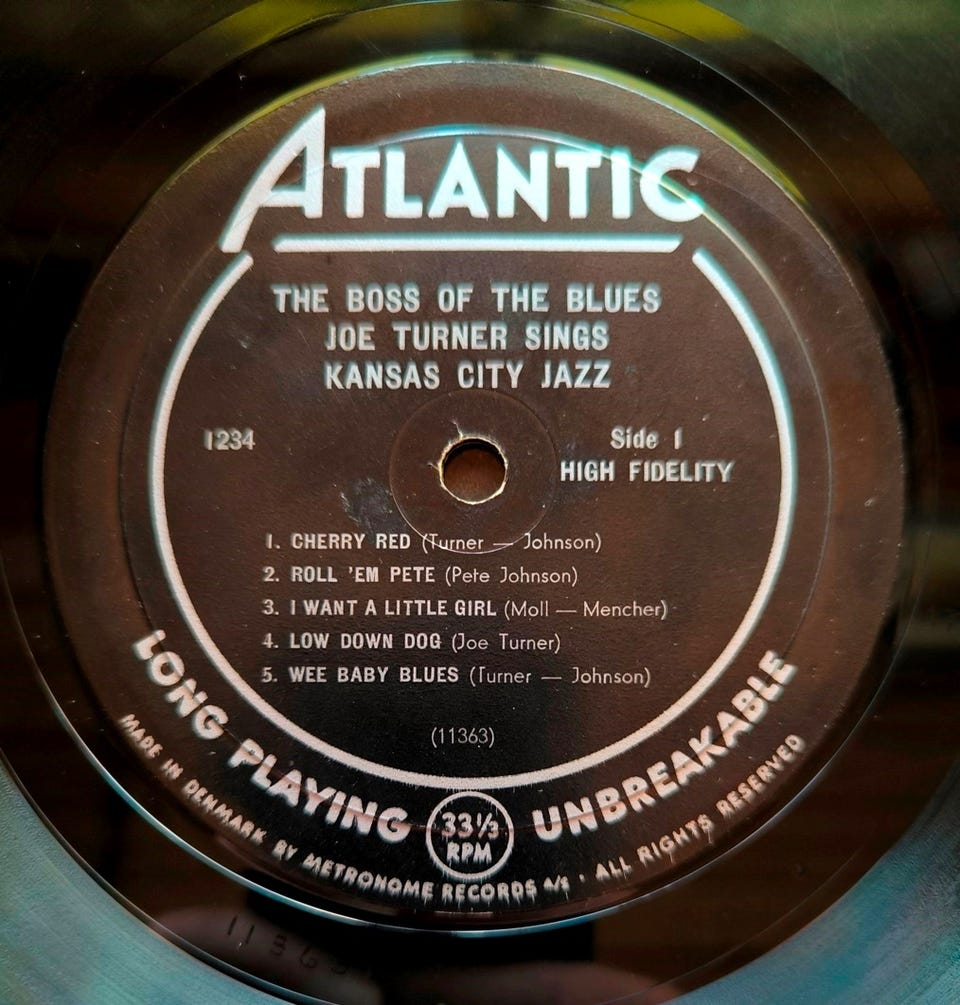 ATLANTIC
THE BOSS OF THE BLUES
JOE TURNER SINGS
KANSAS CITY JAZZ
1234
Side 1
HIGH FIDELITY
1. CHERRY RED (Turner — Johnson)
2. ROLL 'EM PETE (Pete Johnson)
3. I WANT A LITTLE GIRL (Moll — Mencher)
4. LOW DOWN DOG (Joe Turner)
5. WEE BABY BLUES (Turner — Johnson)
(11363)
LONG PLAYING 33⅓ RPM UNBREAKABLE
MADE IN DENMARK BY METRONOME RECORDS A/S · ALL RIGHTS RESERVED
11363